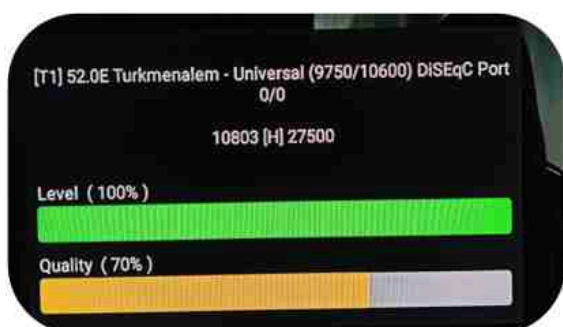 [T1] 52.0E Turkmenalem - Universal (9750/10600) DiSEqC Port
0/0
10803 [H] 27500
Level ( 100% )
Quality ( 70% )